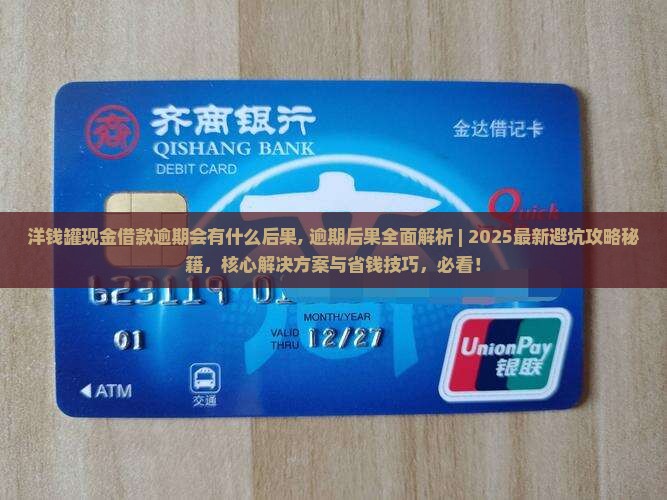 齐商银行
QISHANG BANK
DEBIT CARD
金达借记卡
Quick
洋钱罐现金借款逾期会有什么后果,逾期后果全面解析 | 2025最新避坑攻略秘
籍，核心解决方案与省钱技巧，必看！
623119 01
01
MONTH/YEAR
VALID
THRU
12/27
ATM
交通
UnionPay
银联